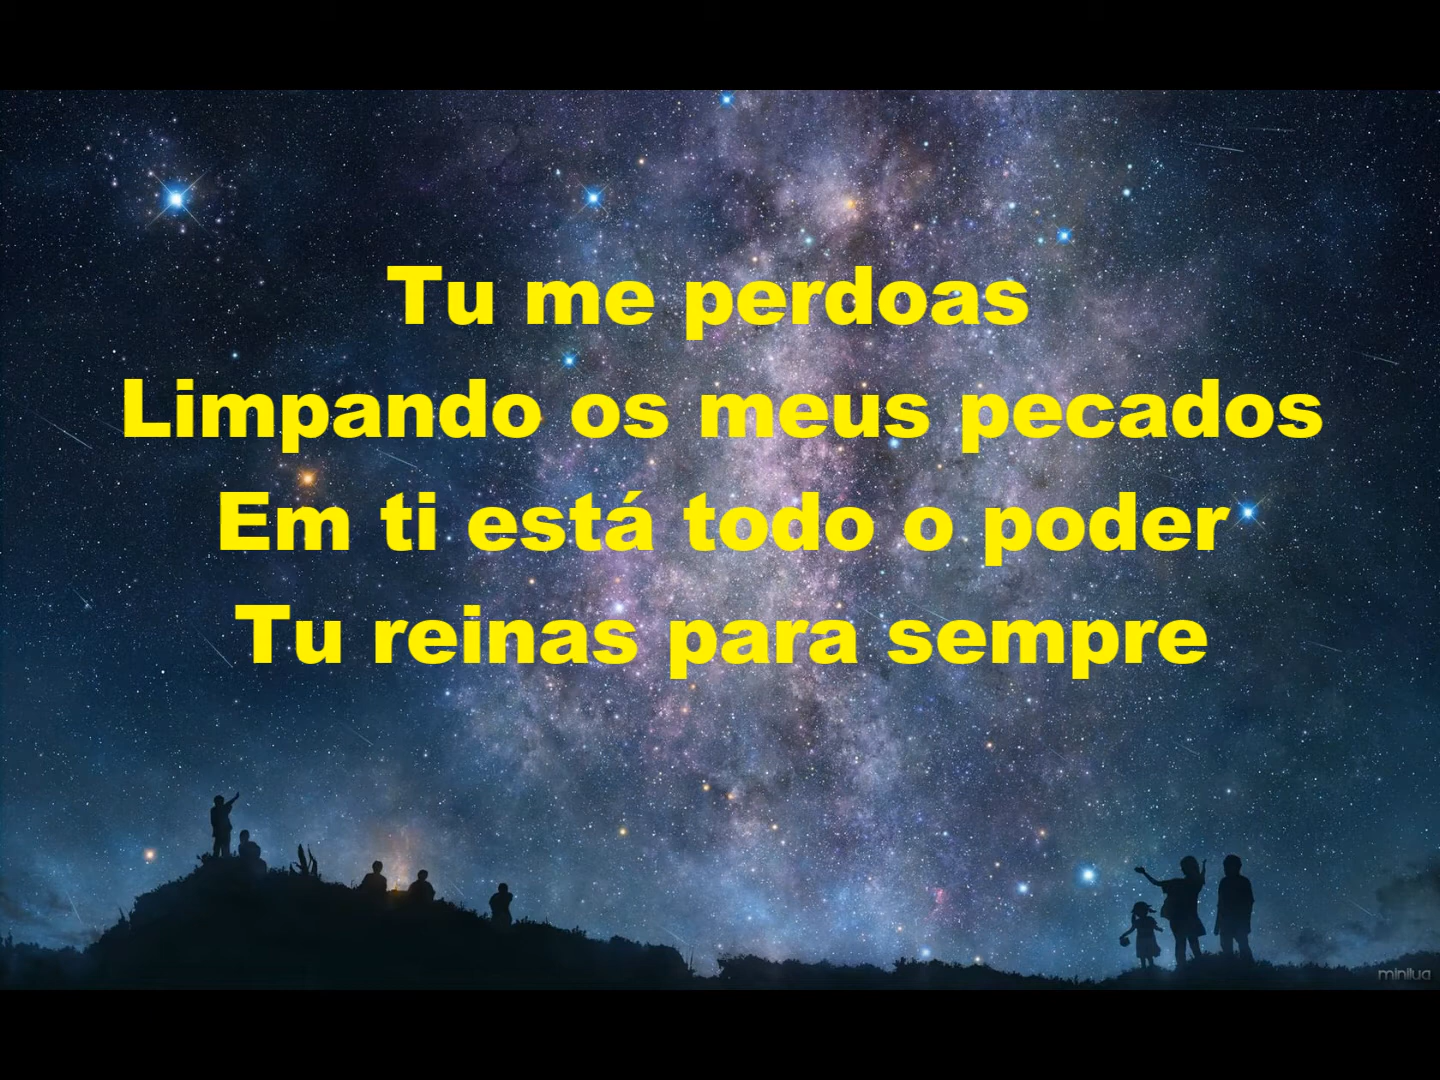 Tu me perdoas
Limpando os meus pecados
Em ti está todo o poder
Tu reinas para sempre
minilua